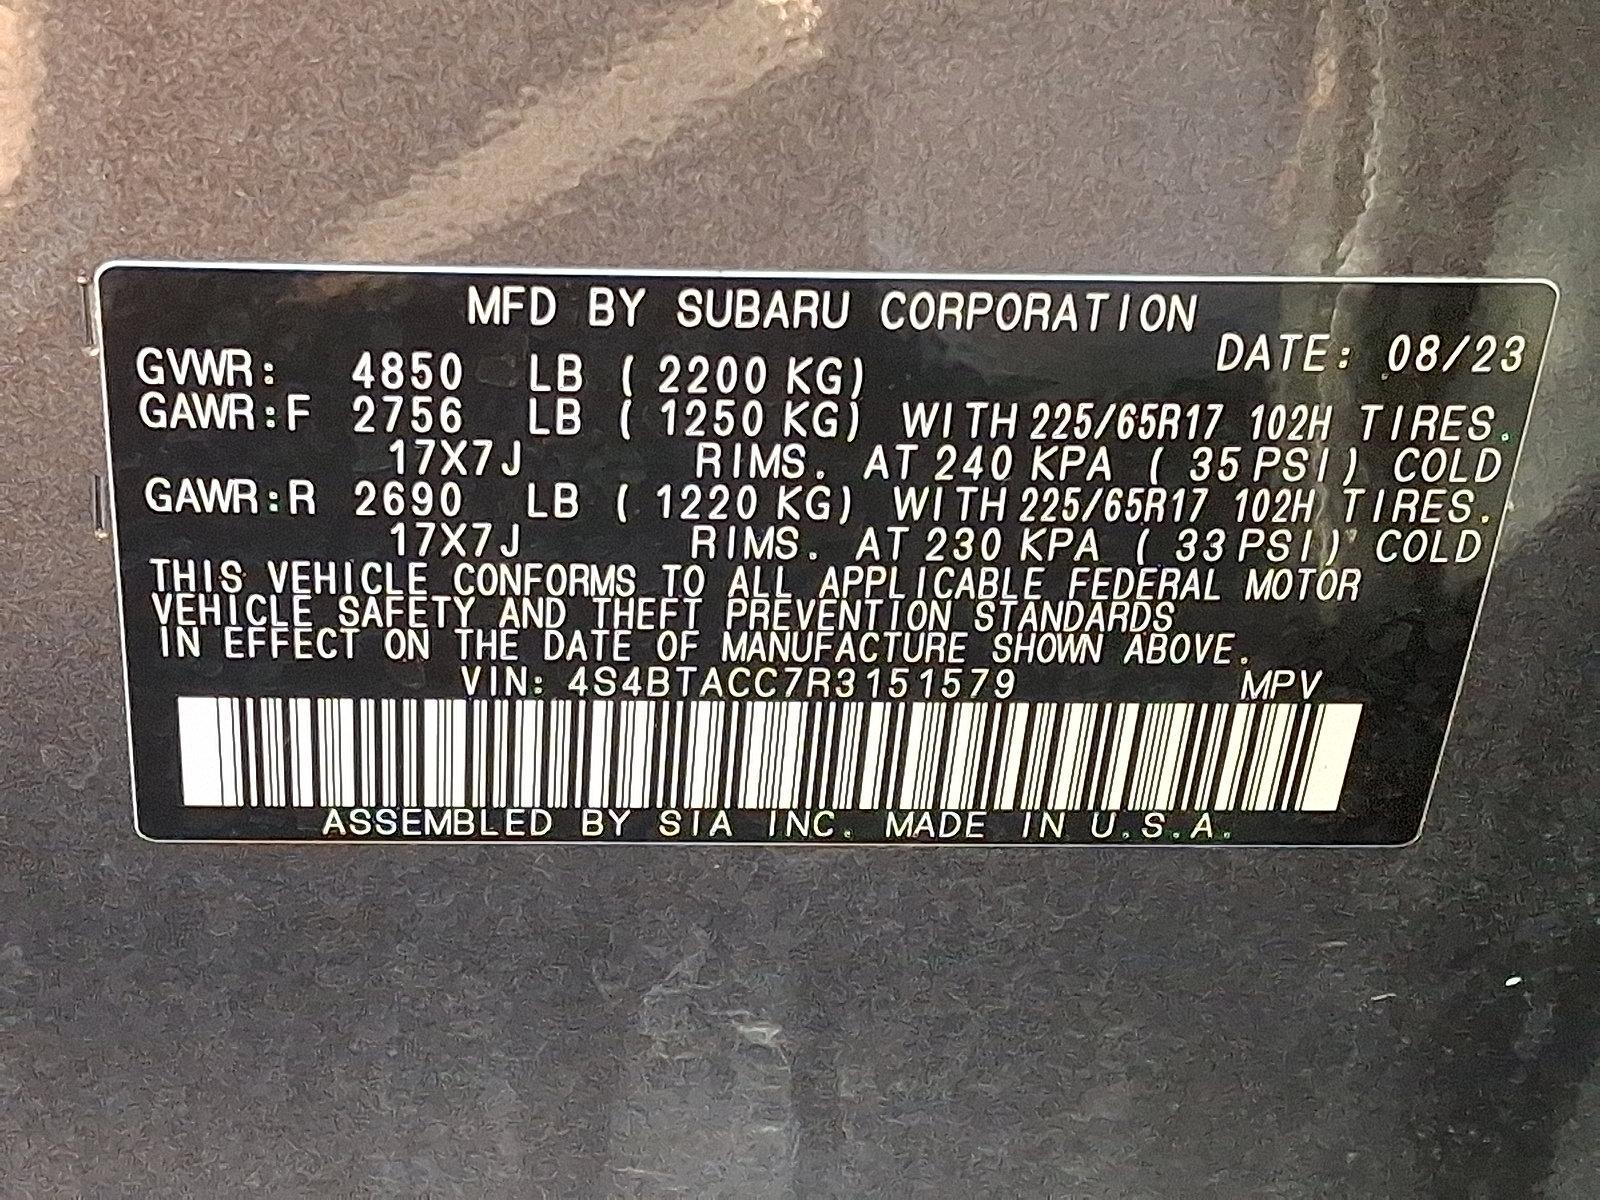 MFD BY SUBARU CORPORATION
DATE: 08/23
GVWR: 4850 LB ( 2200 KG)
GAWR:F 2756 LB ( 1250 KG) WITH 225/65R17 102H TIRES.
17X7J RIMS. AT 240 KPA ( 35 PSI) COLD
GAWR:R 2690 LB ( 1220 KG) WITH 225/65R17 102H TIRES.
17X7J RIMS. AT 230 KPA ( 33 PSI) COLD
THIS VEHICLE CONFORMS TO ALL APPLICABLE FEDERAL MOTOR
VEHICLE SAFETY AND THEFT PREVENTION STANDARDS
IN EFFECT ON THE DATE OF MANUFACTURE SHOWN ABOVE.
VIN: 4S4BTACC7R3151579 MPV
ASSEMBLED BY SIA INC. MADE IN U.S.A.